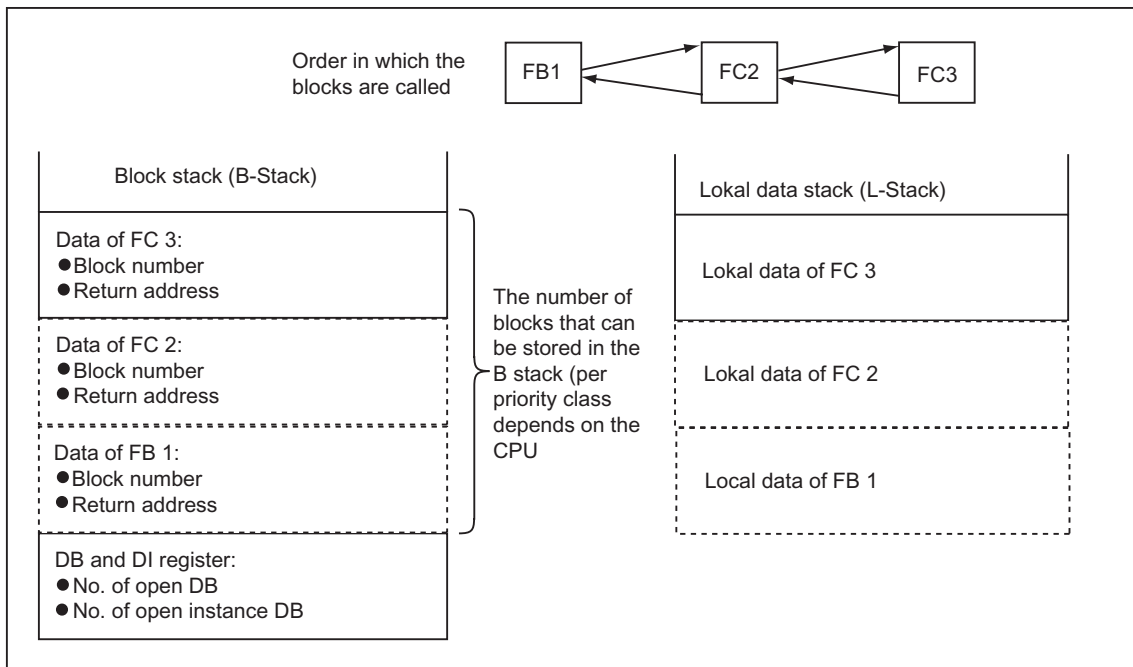 Order in which the
blocks are called
FB1
FC2
FC3
Block stack (B-Stack)
Data of FC 3:
●Block number
●Return address
Data of FC 2:
●Block number
●Return address
Data of FB 1:
●Block number
●Return address
DB and DI register:
●No. of open DB
●No. of open instance DB
The number of
blocks that can
be stored in the
B stack (per
priority class
depends on the
CPU
Lokal data stack (L-Stack)
Lokal data of FC 3
Lokal data of FC 2
Local data of FB 1